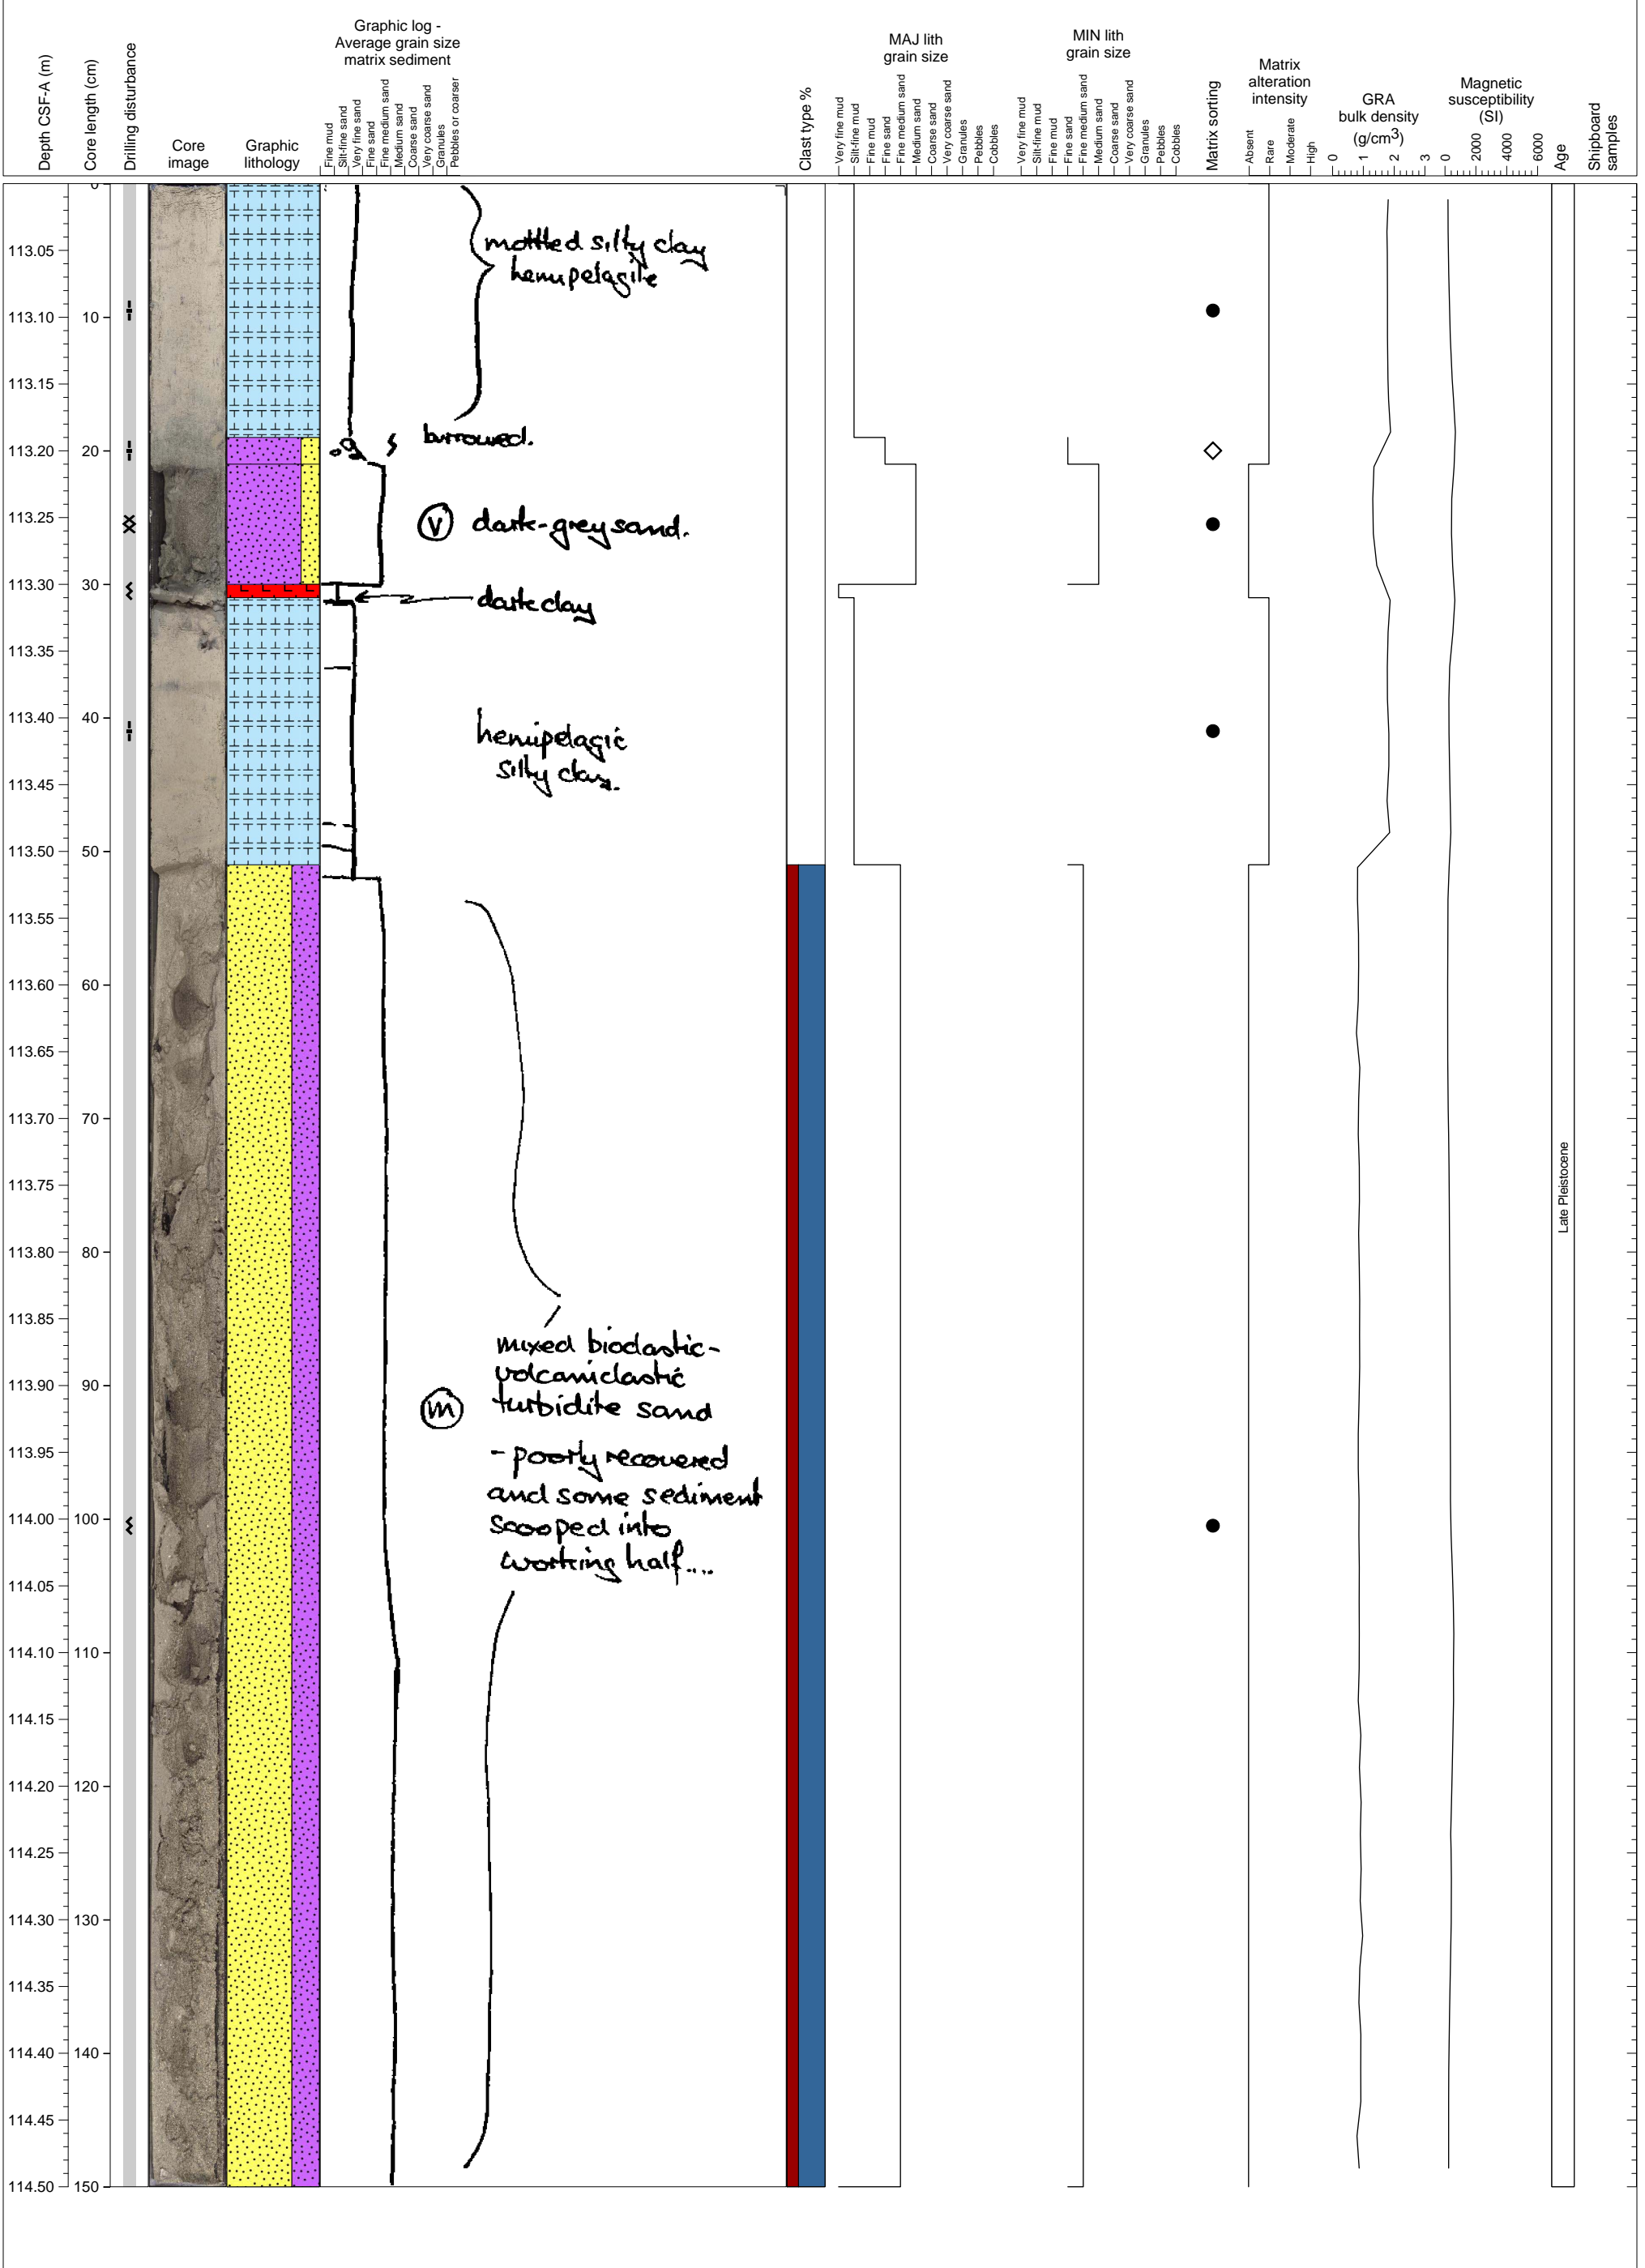 Depth CSF-A (m)
Core length (cm)
Drilling disturbance
Core
image
Graphic
lithology
Graphic log -
Average grain size
matrix sediment
Fine mud
Silt-fine sand
Very fine sand
Fine sand
Fine medium sand
Medium sand
Coarse sand
Very coarse sand
Granules
Pebbles or coarser
Clast type %
MAJ lith
grain size
Very fine mud
Silt-fine mud
Fine mud
Fine sand
Fine medium sand
Medium sand
Coarse sand
Very coarse sand
Granules
Pebbles
Cobbles
MIN lith
grain size
Very fine mud
Silt-fine mud
Fine mud
Fine sand
Fine medium sand
Medium sand
Coarse sand
Very coarse sand
Granules
Pebbles
Cobbles
Matrix sorting
Matrix
alteration
intensity
Absent
Rare
Moderate
High
GRA
bulk density
(g/cm3)
0 1 2 3
Magnetic
susceptibility
(SI)
0 2000 4000 6000
Age
Shipboard
samples
0
113.05
113.10 10
113.15
113.20 20
113.25
113.30 30
113.35
113.40 40
113.45
113.50 50
113.55
113.60 60
113.65
113.70 70
113.75
113.80 80
113.85
113.90 90
113.95
114.00 100
114.05
114.10 110
114.15
114.20 120
114.25
114.30 130
114.35
114.40 140
114.45
114.50 150
mottled silty clay
hemipelagite
burrowed.
V dark-grey sand.
dark clay
hemipelagic
silty clay.
mixed bioclastic-
volcaniclastic
turbidite sand
m
- poorly recovered
and some sediment
scooped into
working half....
Late Pleistocene